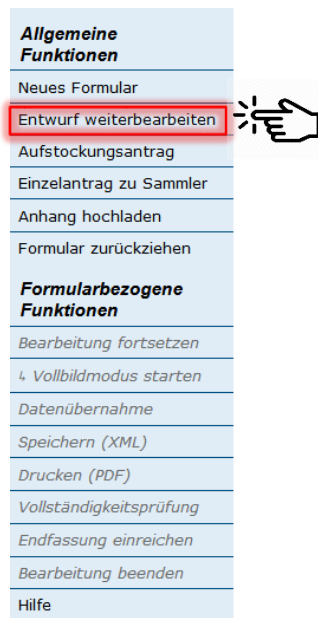 Allgemeine
Funktionen
Neues Formular
Entwurf weiterbearbeiten
Aufstockungsantrag
Einzelantrag zu Sammler
Anhang hochladen
Formular zurückziehen
Formularbezogene
Funktionen
Bearbeitung fortsetzen
↳ Vollbildmodus starten
Datenübernahme
Speichern (XML)
Drucken (PDF)
Vollständigkeitsprüfung
Endfassung einreichen
Bearbeitung beenden
Hilfe